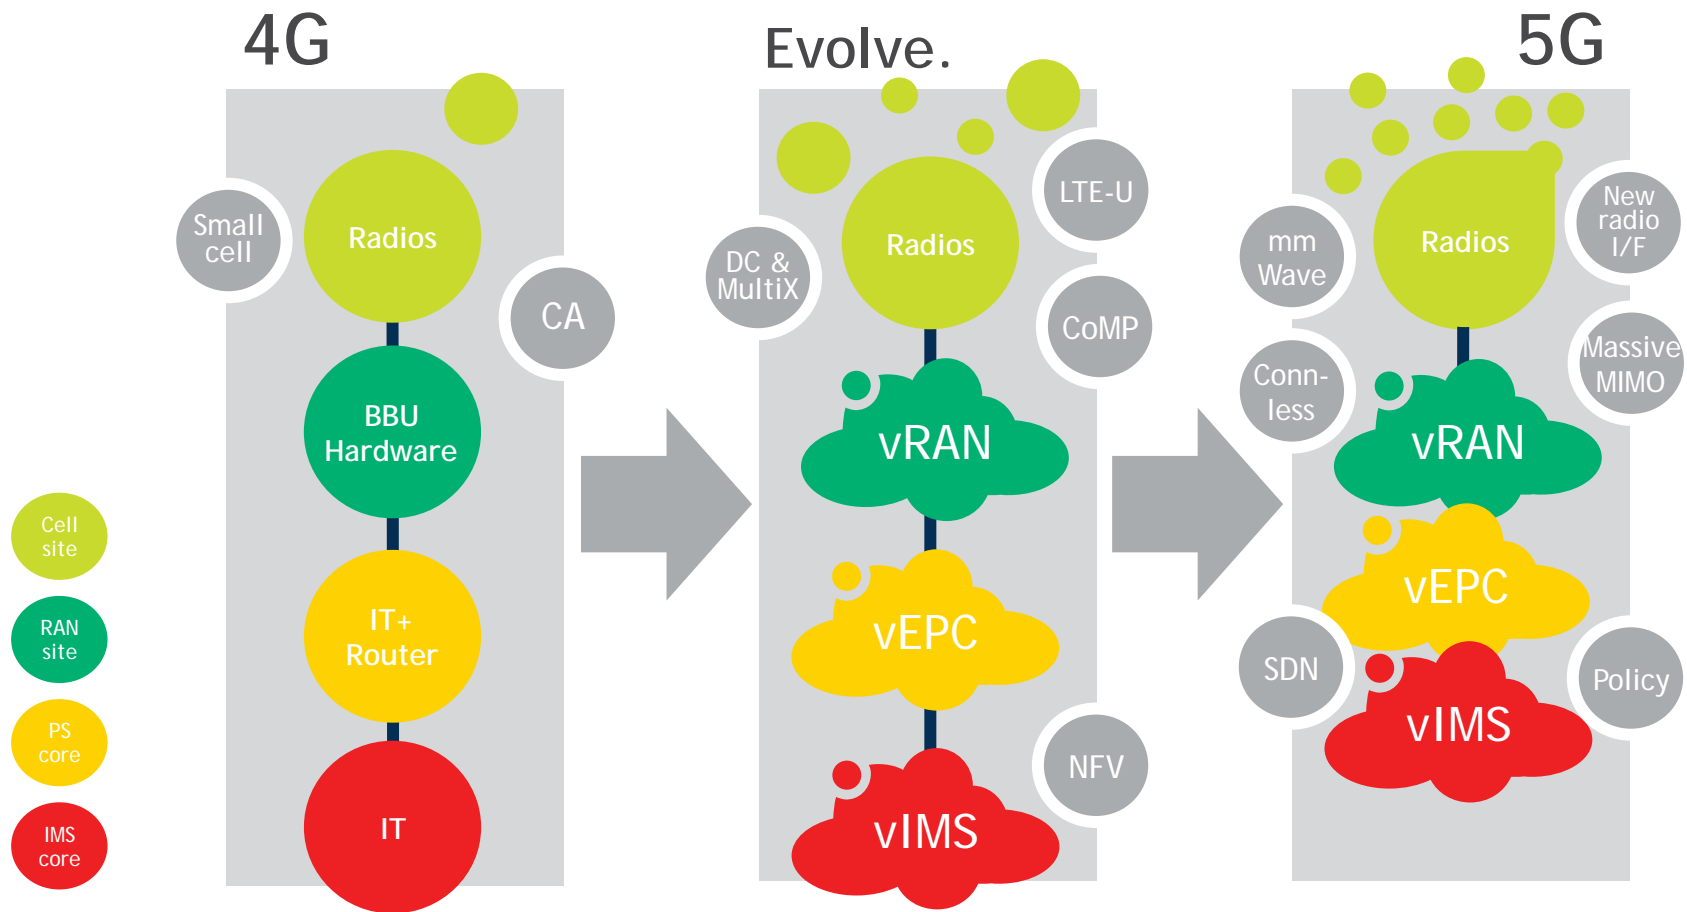 4G
Evolve.
5G
Small
cell
Radios
CA
BBU
Hardware
IT+
Router
IT
Cell
site
RAN
site
PS
core
IMS
core
LTE-U
DC &
MultiX
Radios
CoMP
vRAN
vEPC
NFV
vIMS
New
radio
I/F
mm
Wave
Radios
Massive
MIMO
Conn-
less
vRAN
vEPC
SDN
Policy
vIMS